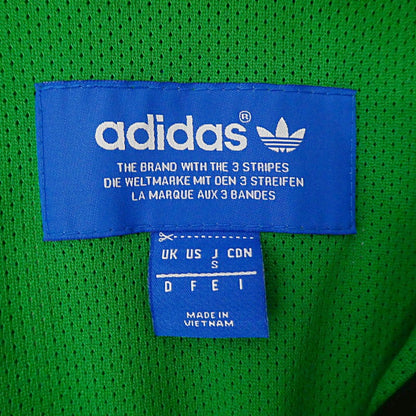 adidas®
THE BRAND WITH THE 3 STRIPES
DIE WELTMARKE MIT DEN 3 STREIFEN
LA MARQUE AUX 3 BANDES
UK US J CDN
S
D F E I
MADE IN
VIETNAM